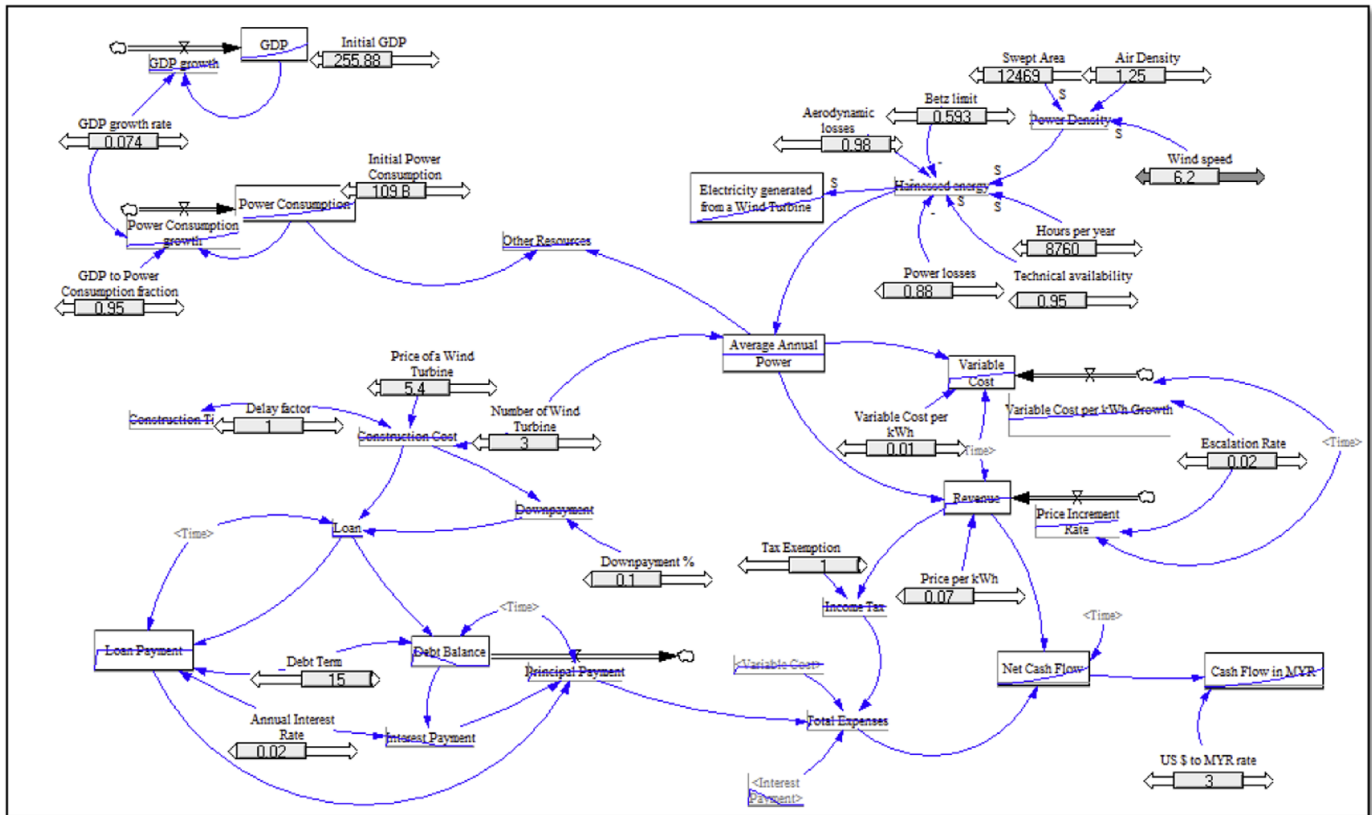 GDP
Initial GDP
255.88
GDP growth
GDP growth rate
0.074
Initial Power
Consumption
109.8
Power Consumption
Power Consumption
growth
GDP to Power
Consumption fraction
0.95
Other Resources
Swept Area
12469
Air Density
1.25
S
S
Power Density
S
Wind speed
6.2
Betz limit
0.593
Aerodynamic
losses
0.98
-
-
S
Harnessed energy
S
S
S
-
Electricity generated
from a Wind Turbine
Hours per year
8760
Power losses
0.88
Technical availability
0.95
Average Annual
Power
Price of a Wind
Turbine
5.4
Delay factor
1
Construction Ti
Construction Cost
Number of Wind
Turbine
3
Variable
Cost
Variable Cost per kWh Growth
Variable Cost per
kWh
0.01
Time>
<Time>
Escalation Rate
0.02
Revenue
Price Increment
Rate
Downpayment
Loan
<Time>
Downpayment %
0.1
Tax Exemption
1
Price per kWh
0.07
Income Tax
<Time>
<Time>
Loan Payment
Debt Term
15
Debt Balance
Principal Payment
<Variable Cost>
Net Cash Flow
Cash Flow in MYR
Annual Interest
Rate
0.02
Interest Payment
Total Expenses
<Interest
Payment>
US $ to MYR rate
3